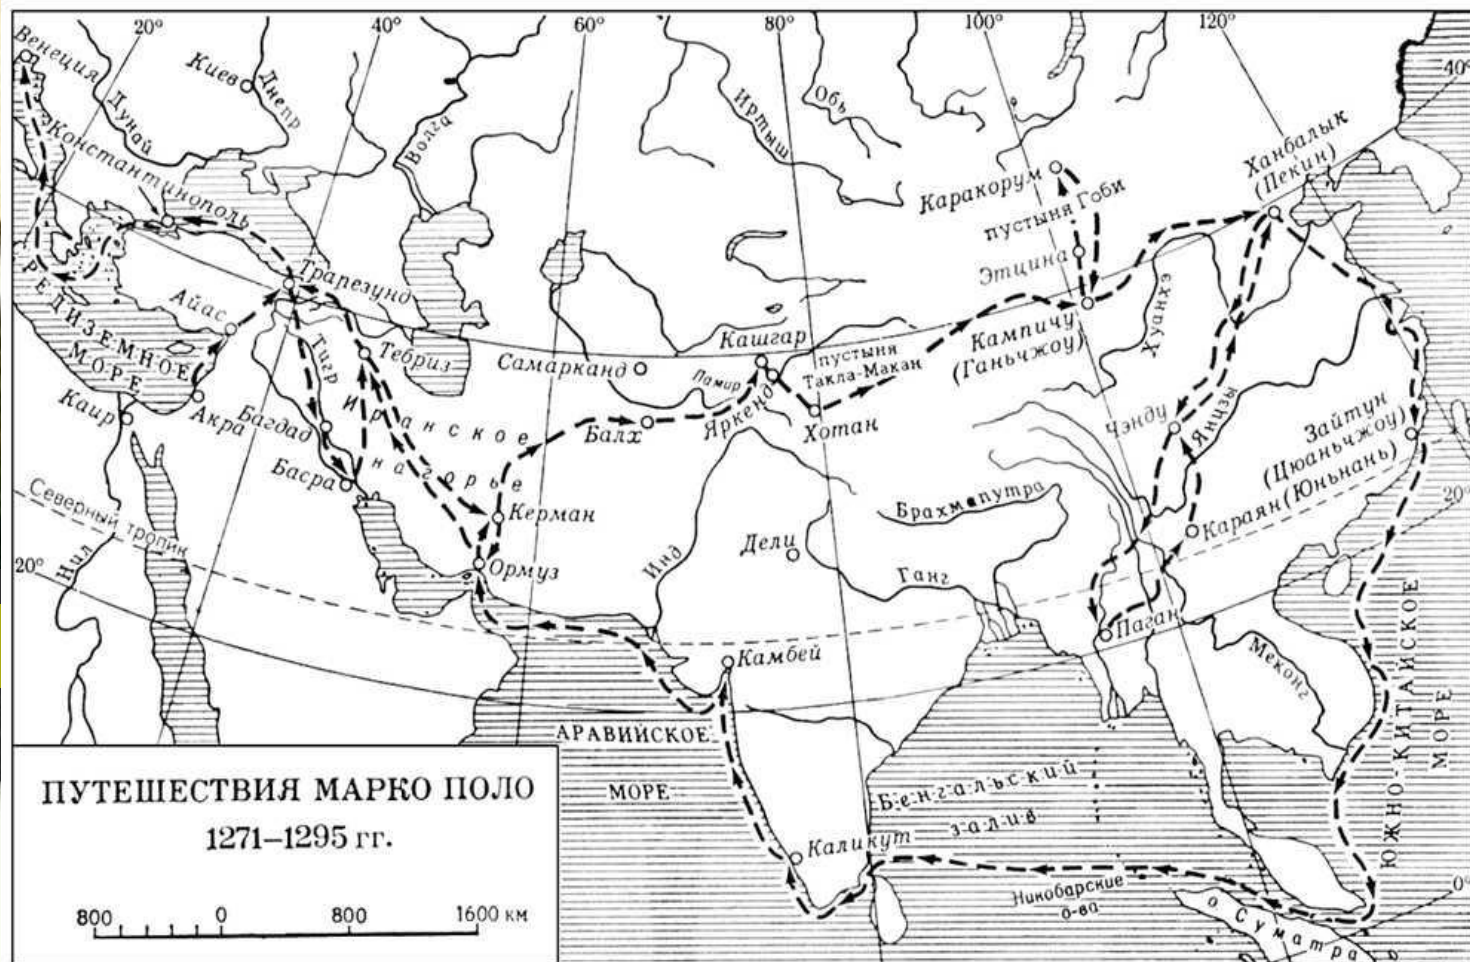 20°
40°
60°
80°
100°
120°
40°
Венеция
Киев
Днепр
Дунай
Волга
Иртыш
Обь
Константинополь
Каракорум
пустыня Гоби
Ханбалык
(Пекин)
Этцина
Трапезунд
Айас
РЕДИЗЕМНОЕ
МОРЕ
Каир
Акра
Тигр
Тебриз
Багдад
Басра
Иранское
нагорье
Самарканд
Кашгар
Памир
Яркенд
пустыня
Такла-Макан
Хотан
Балх
Кампичу
(Ганьчжоу)
Хуанхэ
Чэнду
Янцзы
Зайтун
(Цюаньчжоу)
Караян (Юньнань)
20°
Северный тропик
20°
Нил
Керман
Ормуз
Инд
Дели
Брахмапутра
Ганг
Паган
Меконг
Камбей
АРАВИЙСКОЕ
МОРЕ
Бенгальский
залив
Каликут
Никобарские
о-ва
о Суматра
ЮЖНО-КИТАЙСКОЕ
МОРЕ
0°
ПУТЕШЕСТВИЯ МАРКО ПОЛО
1271–1295 гг.
800 0 800 1600 км